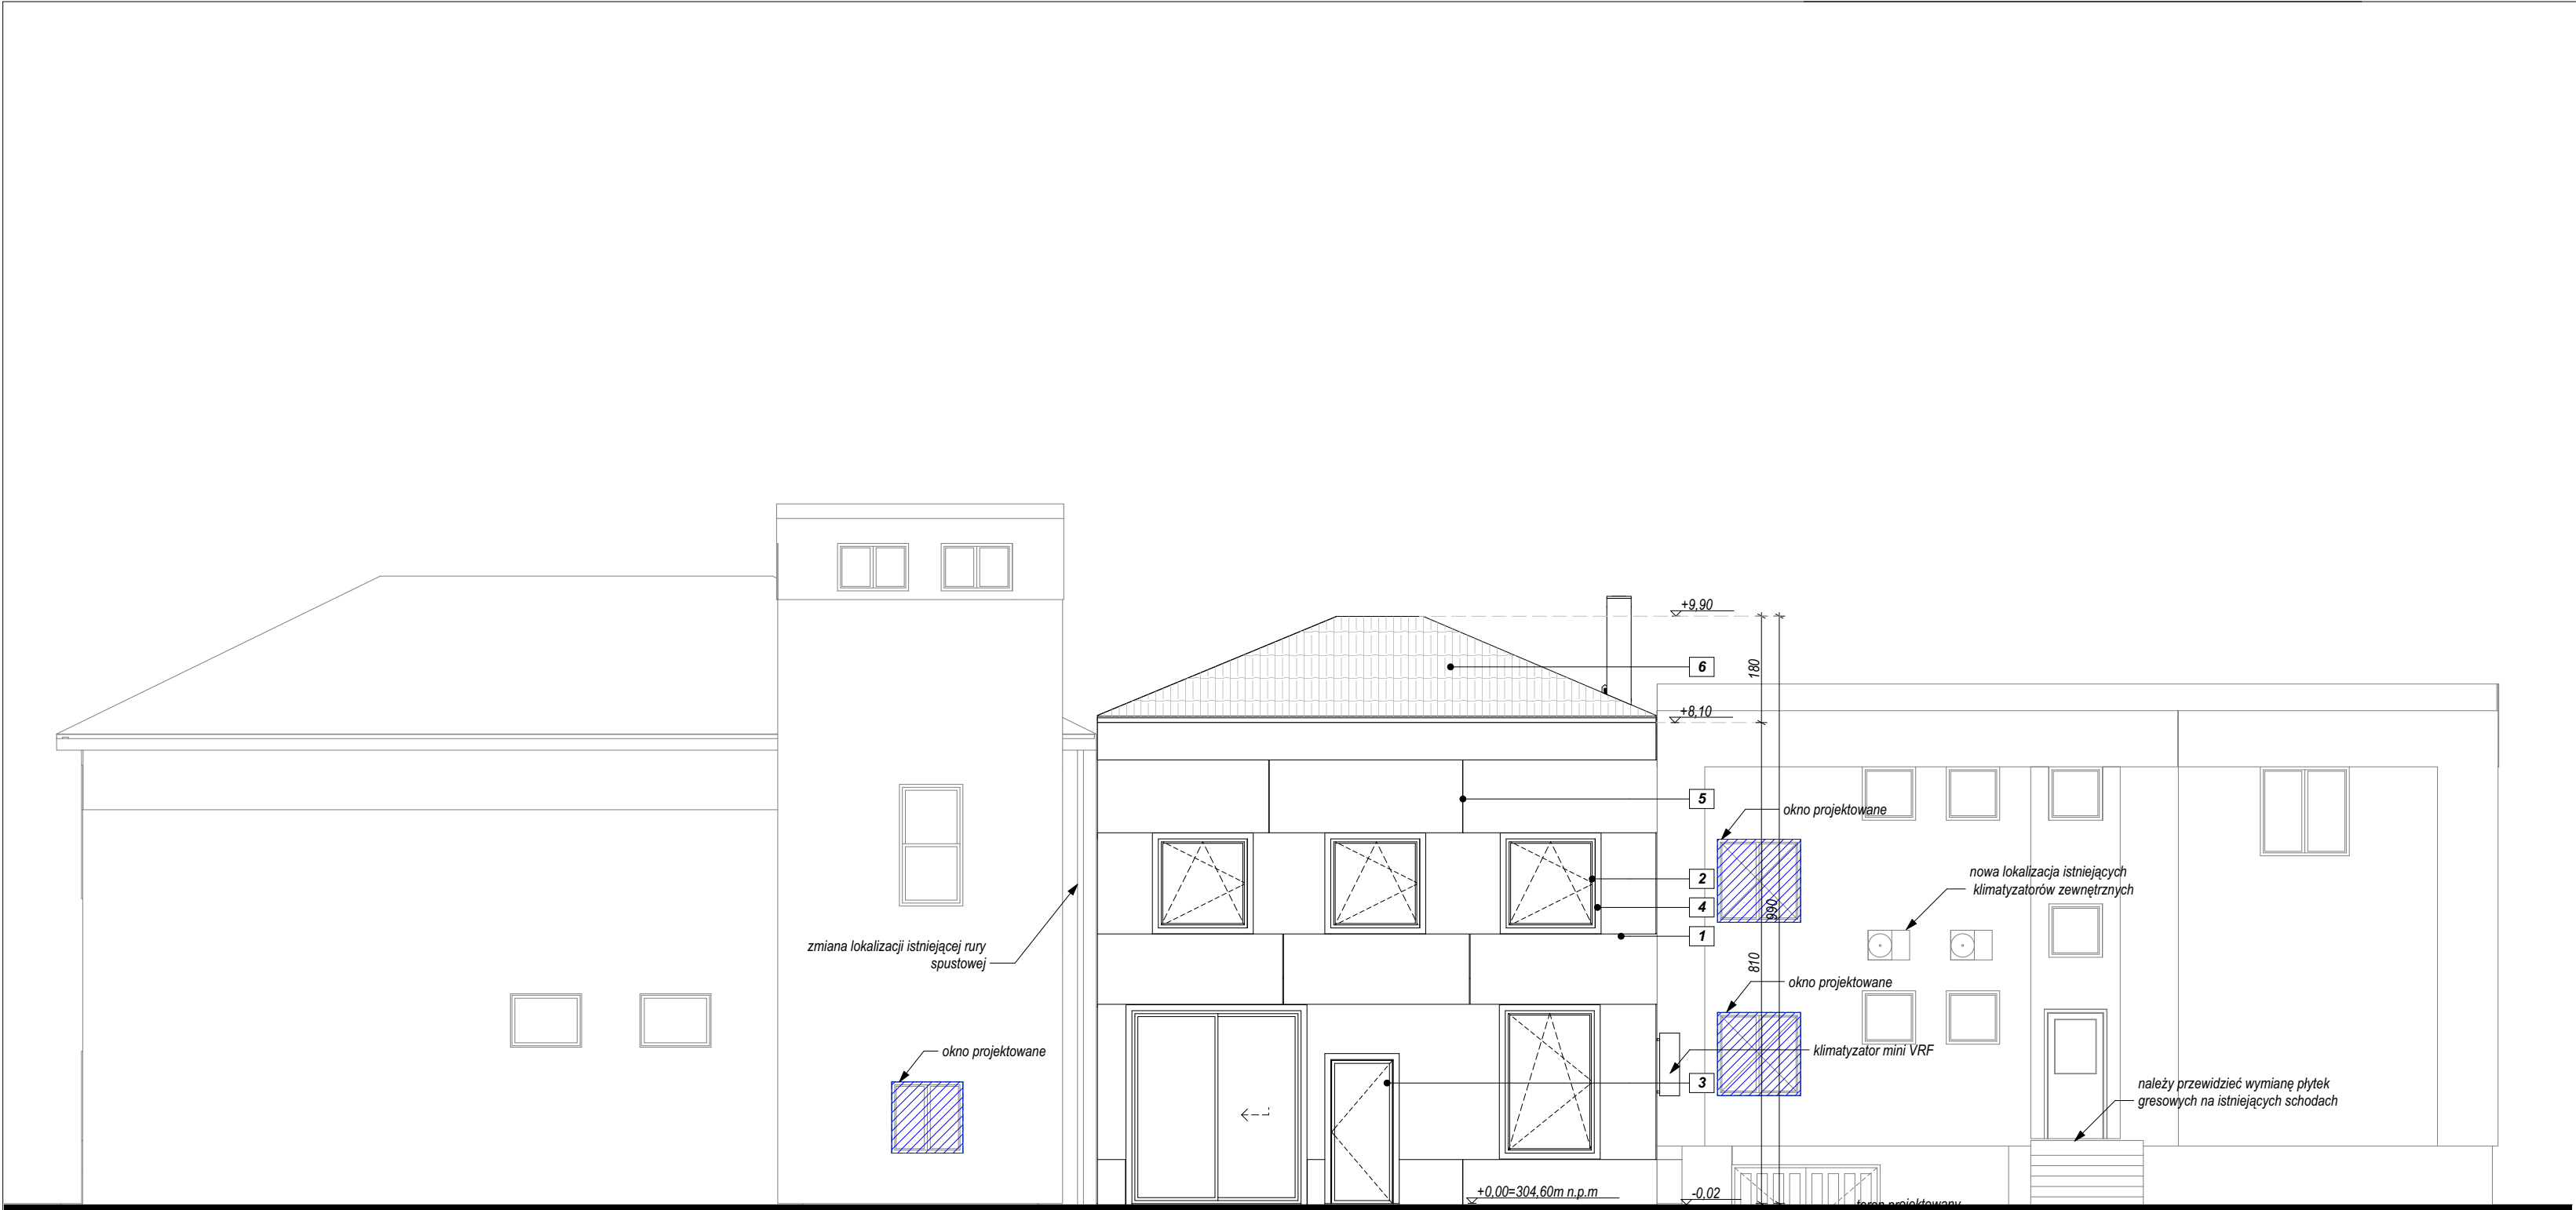 +9,90
6
180
+8,10
5
okno projektowane
2
nowa lokalizacja istniejących
klimatyzatorów zewnętrznych
4
990
1
zmiana lokalizacji istniejącej rury
spustowej
810
okno projektowane
okno projektowane
klimatyzator mini VRF
3
należy przewidzieć wymianę płytek
gresowych na istniejących schodach
+0,00=304,60m n.p.m
-0,02
teren projektowany